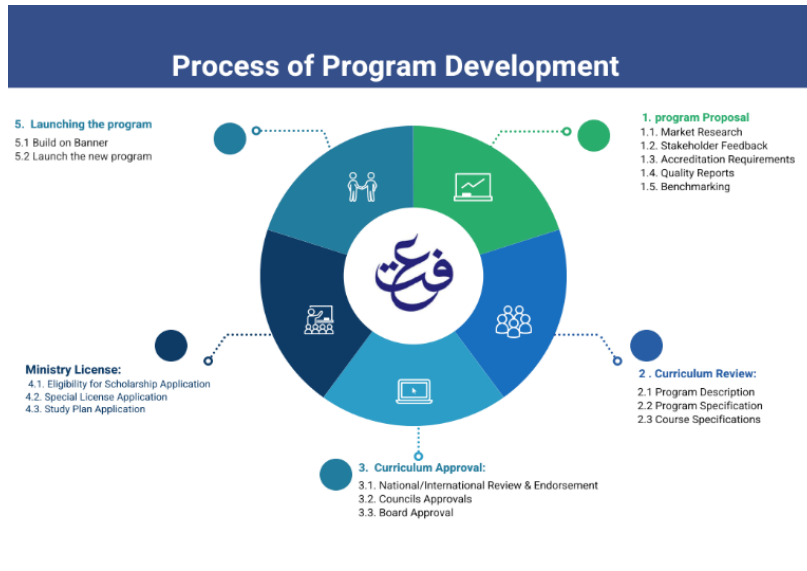 Process of Program Development
1. program Proposal
1.1. Market Research
1.2. Stakeholder Feedback
1.3. Accreditation Requirements
1.4. Quality Reports
1.5. Benchmarking
2 . Curriculum Review:
2.1 Program Description
2.2 Program Specification
2.3 Course Specifications
3. Curriculum Approval:
3.1. National/International Review & Endorsement
3.2. Councils Approvals
3.3. Board Approval
Ministry License:
4.1. Eligibility for Scholarship Application
4.2. Special License Application
4.3. Study Plan Application
5. Launching the program
5.1 Build on Banner
5.2 Launch the new program